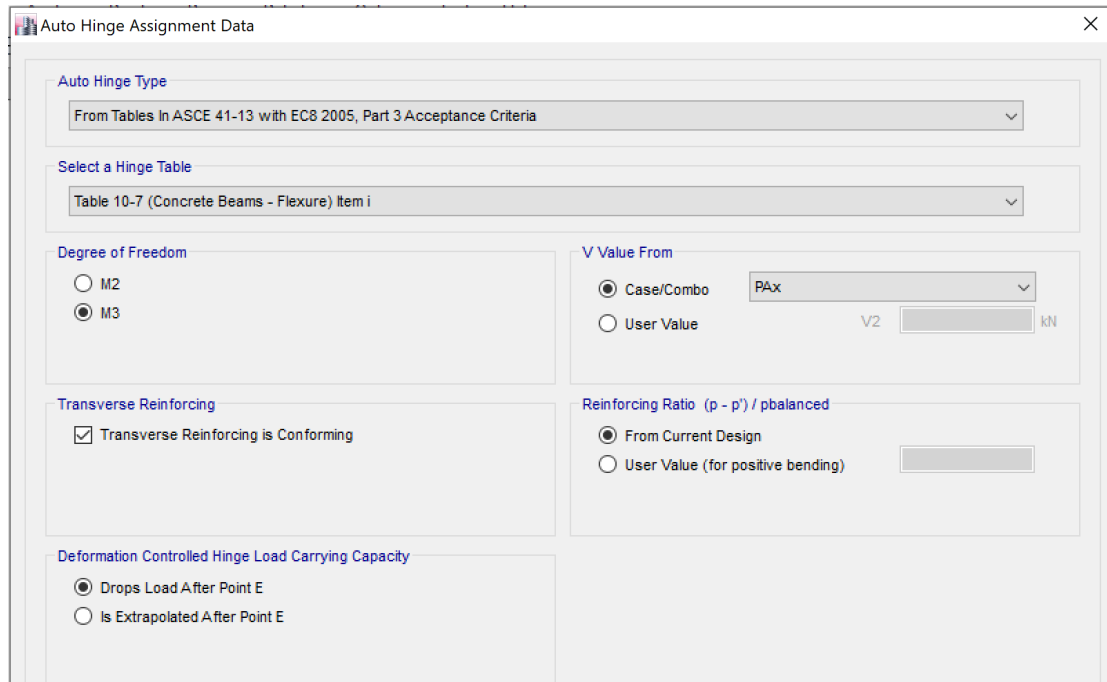 Auto Hinge Assignment Data
Auto Hinge Type
From Tables In ASCE 41-13 with EC8 2005, Part 3 Acceptance Criteria
Select a Hinge Table
Table 10-7 (Concrete Beams - Flexure) Item i
Degree of Freedom
M2
M3
V Value From
Case/Combo PAx
User Value V2 kN
Transverse Reinforcing
Transverse Reinforcing is Conforming
Reinforcing Ratio (p - p') / pbalanced
From Current Design
User Value (for positive bending)
Deformation Controlled Hinge Load Carrying Capacity
Drops Load After Point E
Is Extrapolated After Point E